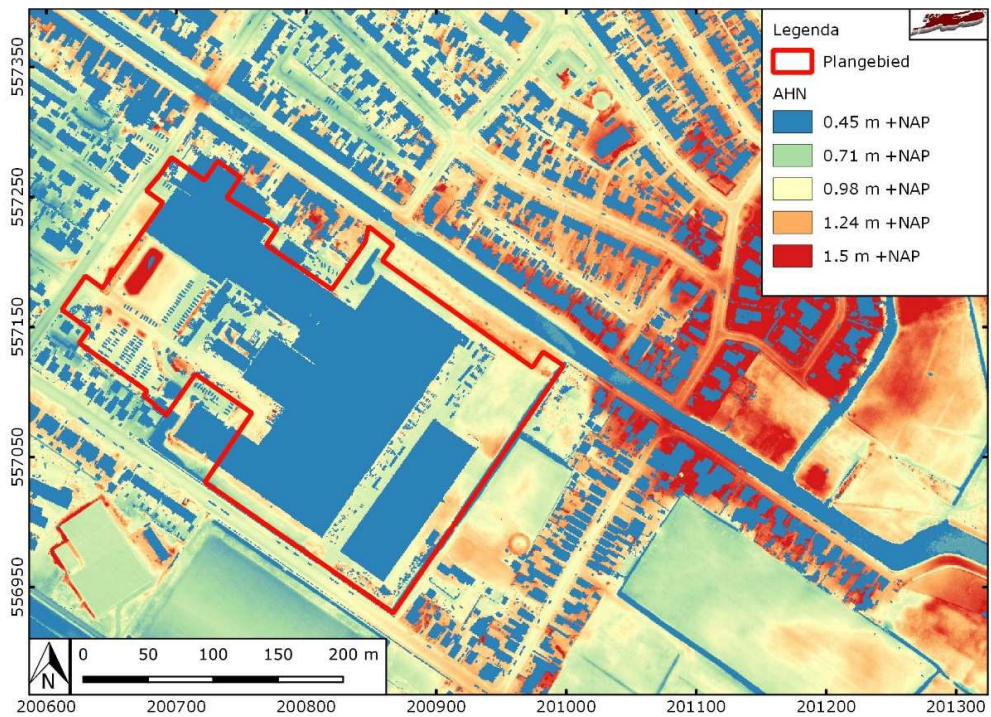 Legenda
Plangebied
AHN
0.45 m +NAP
0.71 m +NAP
0.98 m +NAP
1.24 m +NAP
1.5 m +NAP
557350
557250
557150
557050
556950
0 50 100 150 200 m
N
200600 200700 200800 200900 201000 201100 201200 201300